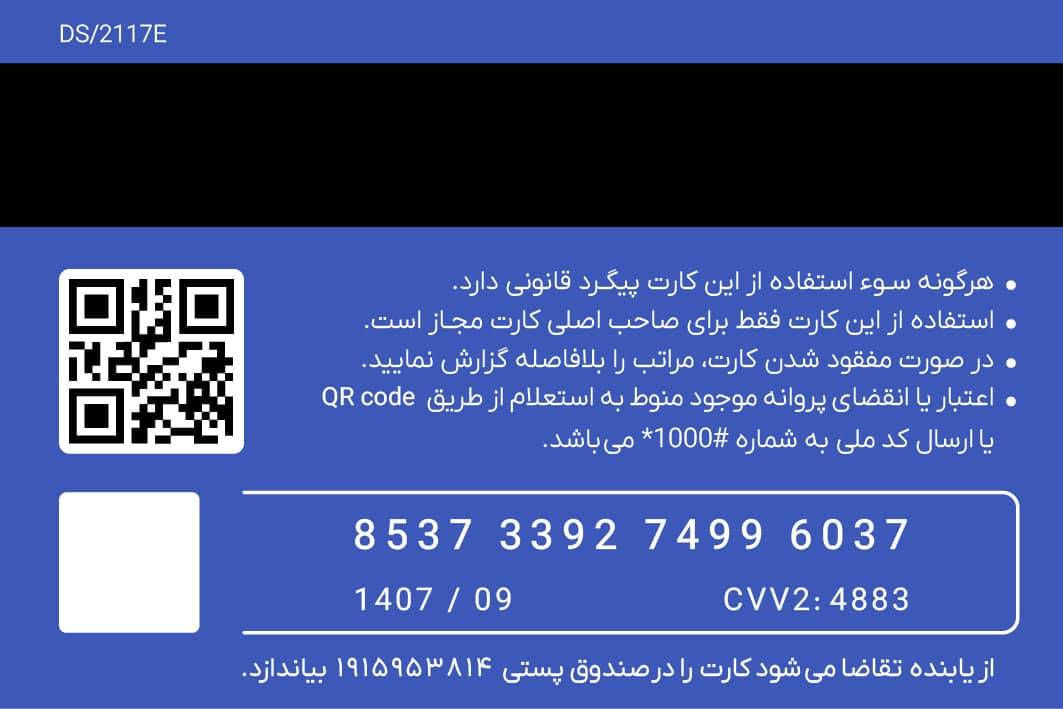 DS/2117E
هرگونه سوء استفاده از این کارت پیگرد قانونی دارد.
استفاده از این کارت فقط برای صاحب اصلی کارت مجاز است.
در صورت مفقود شدن کارت، مراتب را بلافاصله گزارش نمایید.
اعتبار یا انقضای پروانه موجود منوط به استعلام از طریق QR code
یا ارسال کد ملی به شماره #1000* می‌باشد.
8537 3392 7499 6037
1407 / 09 CVV2: 4883
از یابنده تقاضا می‌شود کارت را در صندوق پستی ۱۹۱۵۹۵۳۸۱۴ بیاندازد.